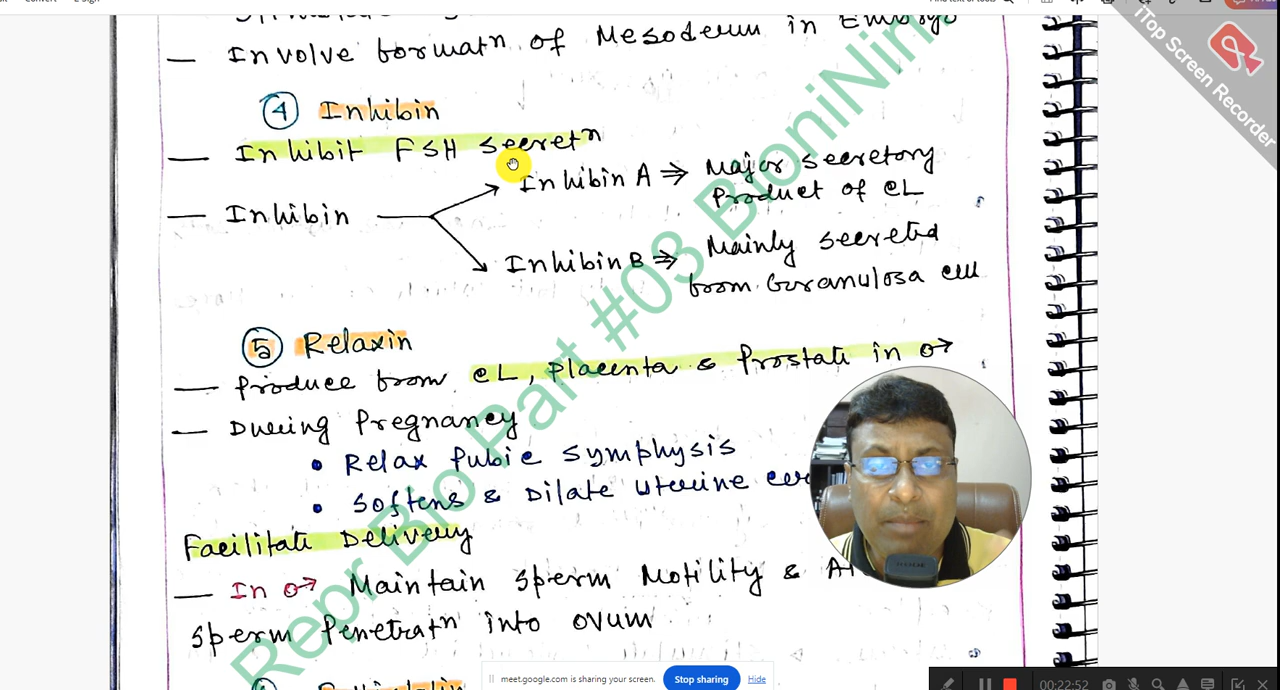 Involve formatn of Mesoderm in Embryo
④ Inhibin
— Inhibit FSH Secretn
Inhibin A ⇒ Major secretory
Product of CL
— Inhibin
Inhibin B ⇒ Mainly secreted
from Granulosa cell
⑤ Relaxin
— Produce from CL, Placenta & Prostate in ♂
— During Pregnancy
• Relax Pubic Symphysis
• Softens & Dilate Uterine
Facilitate Delivery
— In ♂ Maintain Sperm Motility &
Sperm Penetratn into ovum
Repr Bio Part #03 BioniNinj
iTop Screen Recorder
meet.google.com is sharing your screen.
Stop sharing
Hide
00:22:52